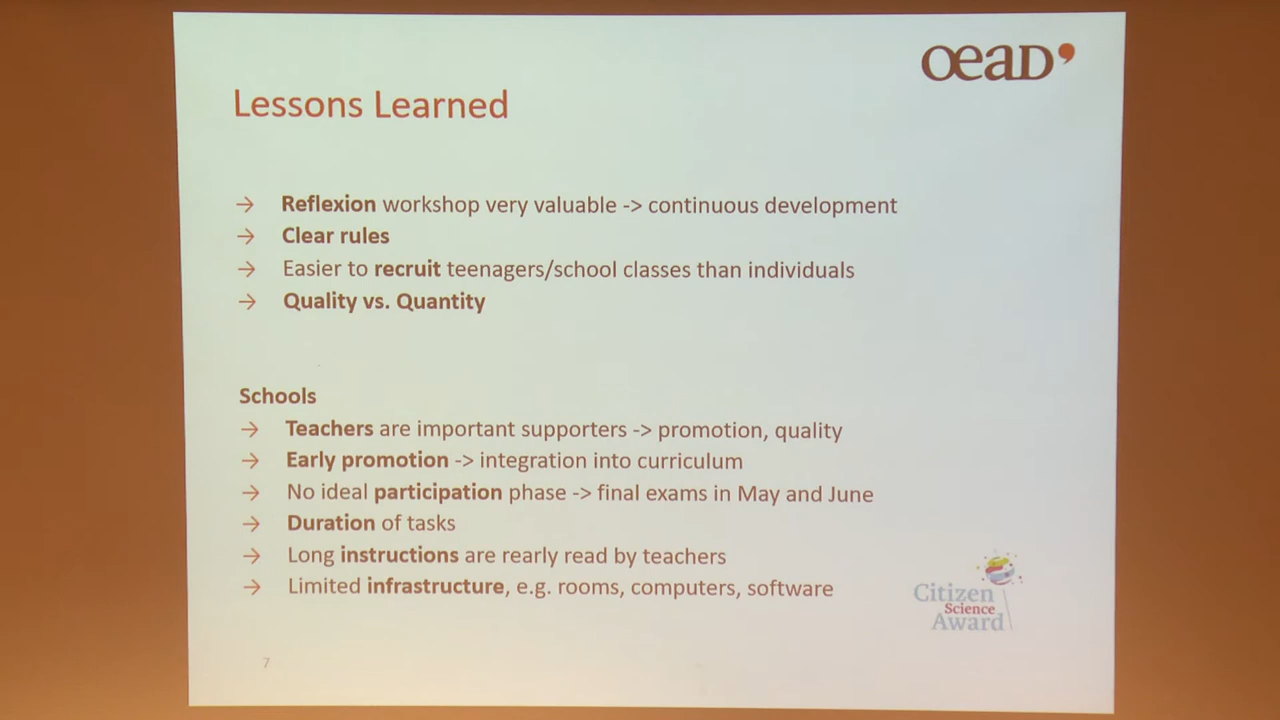 OeAD'
Lessons Learned
→ Reflexion workshop very valuable -> continuous development
→ Clear rules
→ Easier to recruit teenagers/school classes than individuals
→ Quality vs. Quantity
Schools
→ Teachers are important supporters -> promotion, quality
→ Early promotion -> integration into curriculum
→ No ideal participation phase -> final exams in May and June
→ Duration of tasks
→ Long instructions are rearly read by teachers
→ Limited infrastructure, e.g. rooms, computers, software
Citizen
Science
Award
7